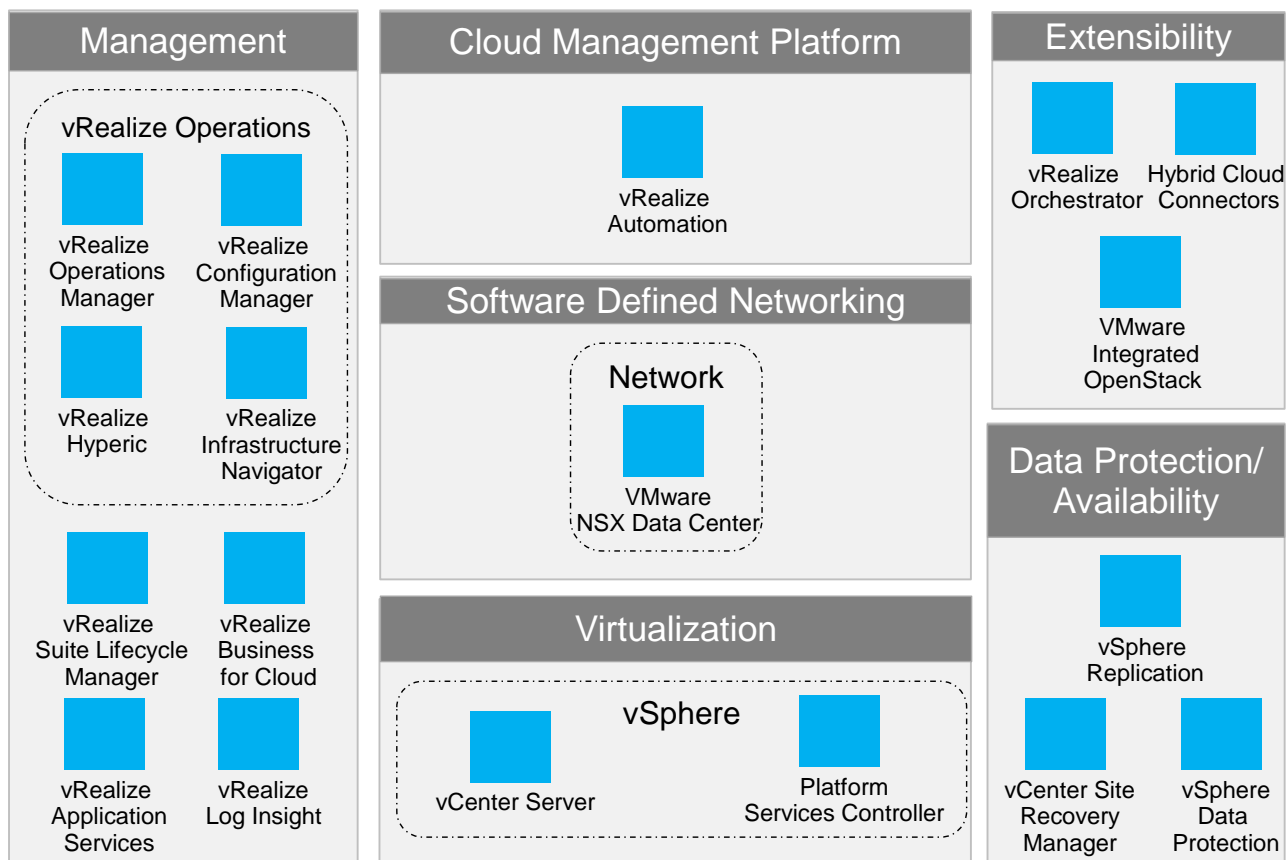 Management
vRealize Operations
vRealize
Operations
Manager
vRealize
Configuration
Manager
vRealize
Hyperic
vRealize
Infrastructure
Navigator
vRealize
Suite Lifecycle
Manager
vRealize
Business
for Cloud
vRealize
Application
Services
vRealize
Log Insight
Cloud Management Platform
vRealize
Automation
Software Defined Networking
Network
VMware
NSX Data Center
Virtualization
vSphere
vCenter Server
Platform
Services Controller
Extensibility
vRealize
Orchestrator
Hybrid Cloud
Connectors
VMware
Integrated
OpenStack
Data Protection/
Availability
vSphere
Replication
vCenter Site
Recovery
Manager
vSphere
Data
Protection